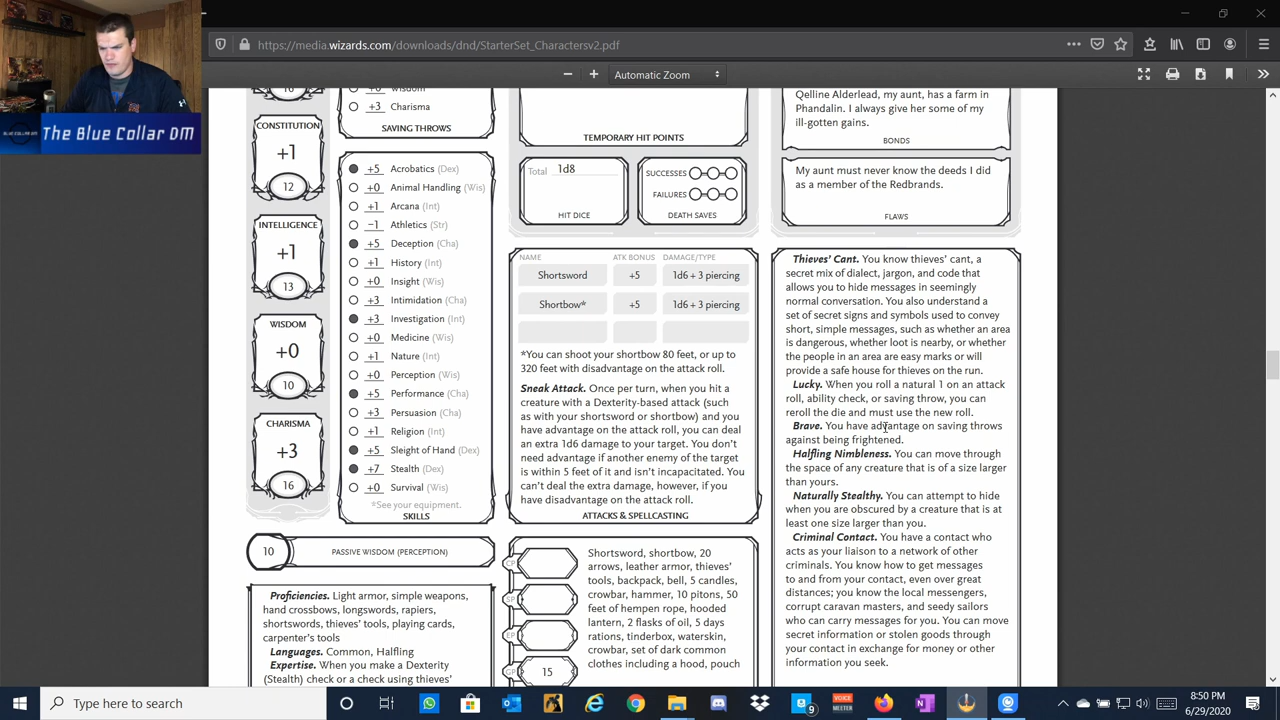 https://media.wizards.com/downloads/dnd/StarterSet_Charactersv2.pdf
Automatic Zoom
The Blue Collar DM
CONSTITUTION
+1
12
INTELLIGENCE
+1
13
WISDOM
+0
10
CHARISMA
+3
16
+3 Charisma
SAVING THROWS
+5 Acrobatics (Dex)
+0 Animal Handling (Wis)
+1 Arcana (Int)
−1 Athletics (Str)
+5 Deception (Cha)
+1 History (Int)
+0 Insight (Wis)
+3 Intimidation (Cha)
+3 Investigation (Int)
+0 Medicine (Wis)
+1 Nature (Int)
+0 Perception (Wis)
+5 Performance (Cha)
+3 Persuasion (Cha)
+1 Religion (Int)
+5 Sleight of Hand (Dex)
+7 Stealth (Dex)
+0 Survival (Wis)
*See your equipment.
SKILLS
10 PASSIVE WISDOM (PERCEPTION)
Proficiencies. Light armor, simple weapons,
hand crossbows, longswords, rapiers,
shortswords, thieves' tools, playing cards,
carpenter's tools
Languages. Common, Halfling
Expertise. When you make a Dexterity
(Stealth) check or a check using thieves'
TEMPORARY HIT POINTS
Total 1d8
HIT DICE
SUCCESSES
FAILURES
DEATH SAVES
NAME ATK BONUS DAMAGE/TYPE
Shortsword +5 1d6 + 3 piercing
Shortbow* +5 1d6 + 3 piercing
*You can shoot your shortbow 80 feet, or up to
320 feet with disadvantage on the attack roll.
Sneak Attack. Once per turn, when you hit a
creature with a Dexterity-based attack (such
as with your shortsword or shortbow) and you
have advantage on the attack roll, you can deal
an extra 1d6 damage to your target. You don't
need advantage if another enemy of the target
is within 5 feet of it and isn't incapacitated. You
can't deal the extra damage, however, if you
have disadvantage on the attack roll.
ATTACKS & SPELLCASTING
CP
SP
EP
GP 15
Shortsword, shortbow, 20
arrows, leather armor, thieves'
tools, backpack, bell, 5 candles,
crowbar, hammer, 10 pitons, 50
feet of hempen rope, hooded
lantern, 2 flasks of oil, 5 days
rations, tinderbox, waterskin,
crowbar, set of dark common
clothes including a hood, pouch
Qelline Alderlead, my aunt, has a farm in
Phandalin. I always give her some of my
ill-gotten gains.
BONDS
My aunt must never know the deeds I did
as a member of the Redbrands.
FLAWS
Thieves' Cant. You know thieves' cant, a
secret mix of dialect, jargon, and code that
allows you to hide messages in seemingly
normal conversation. You also understand a
set of secret signs and symbols used to convey
short, simple messages, such as whether an area
is dangerous, whether loot is nearby, or whether
the people in an area are easy marks or will
provide a safe house for thieves on the run.
Lucky. When you roll a natural 1 on an attack
roll, ability check, or saving throw, you can
reroll the die and must use the new roll.
Brave. You have advantage on saving throws
against being frightened.
Halfling Nimbleness. You can move through
the space of any creature that is of a size larger
than yours.
Naturally Stealthy. You can attempt to hide
when you are obscured by a creature that is at
least one size larger than you.
Criminal Contact. You have a contact who
acts as your liaison to a network of other
criminals. You know how to get messages
to and from your contact, even over great
distances; you know the local messengers,
corrupt caravan masters, and seedy sailors
who can carry messages for you. You can move
secret information or stolen goods through
your contact in exchange for money or other
information you seek.
Type here to search
9
VOICE
MEETER
8:50 PM
6/29/2020